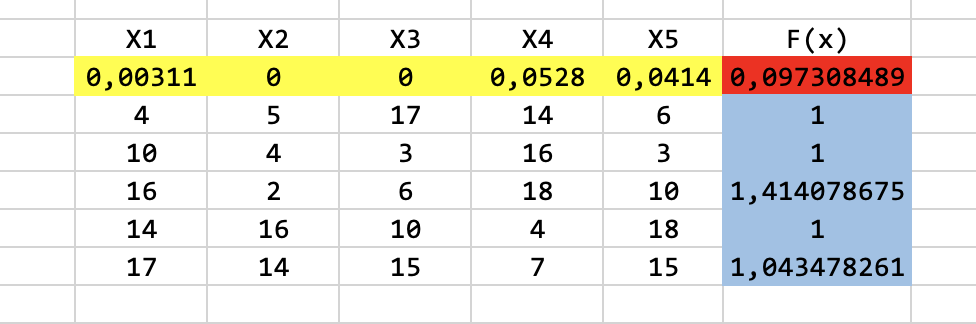 X1 X2 X3 X4 X5 F(x)
0,00311 0 0 0,0528 0,0414 0,097308489
4 5 17 14 6 1
10 4 3 16 3 1
16 2 6 18 10 1,414078675
14 16 10 4 18 1
17 14 15 7 15 1,043478261